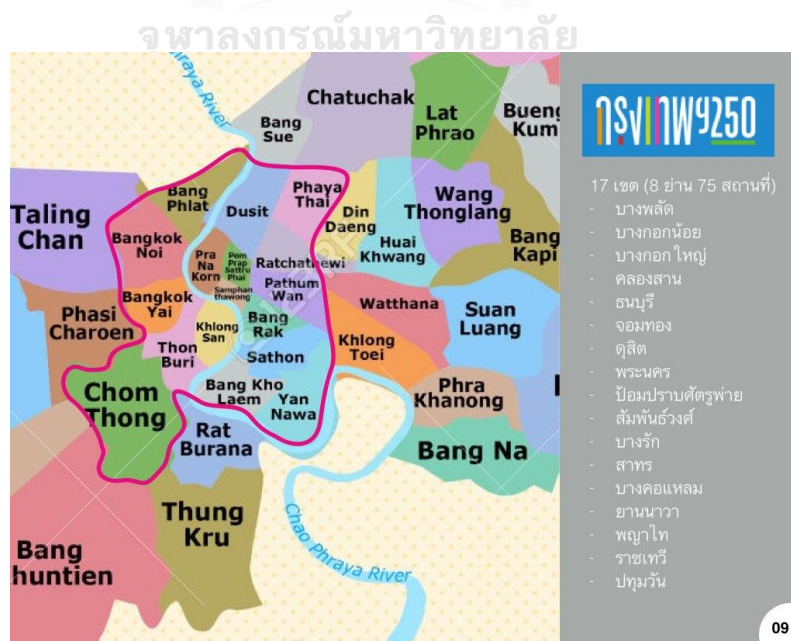 จุฬาลงกรณ์มหาวิทยาลัย
Chatuchak
Lat
Phrao
Bueng
Kum
Bang
Sue
Taling
Chan
Bang
Phlat
Dusit
Phaya
Thai
Din
Daeng
Wang
Thonglang
Bang
Kapi
Huai
Khwang
Bangkok
Noi
Pra
Na
Korn
Pom
Prap
Sattru
Phai
Ratchathewi
Samphan
thawong
Pathum
Wan
Phasi
Charoen
Bangkok
Yai
Khlong
San
Bang
Rak
Watthana
Suan
Luang
Thon
Buri
Sathon
Khlong
Toei
Chom
Thong
Bang Kho
Laem
Yan
Nawa
Phra
Khanong
Rat
Burana
Bang Na
Thung
Kru
Chao Phraya River
Bang
huntien
raya River
กรุงเทพฯ250
17 เขต (8 ย่าน 75 สถานที่)
- บางพลัด
- บางกอกน้อย
- บางกอกใหญ่
- คลองสาน
- ธนบุรี
- จอมทอง
- ดุสิต
- พระนคร
- ป้อมปราบศัตรูพ่าย
- สัมพันธ์วงศ์
- บางรัก
- สาทร
- บางคอแหลม
- ยานนาวา
- พญาไท
- ราชเทวี
- ปทุมวัน
09